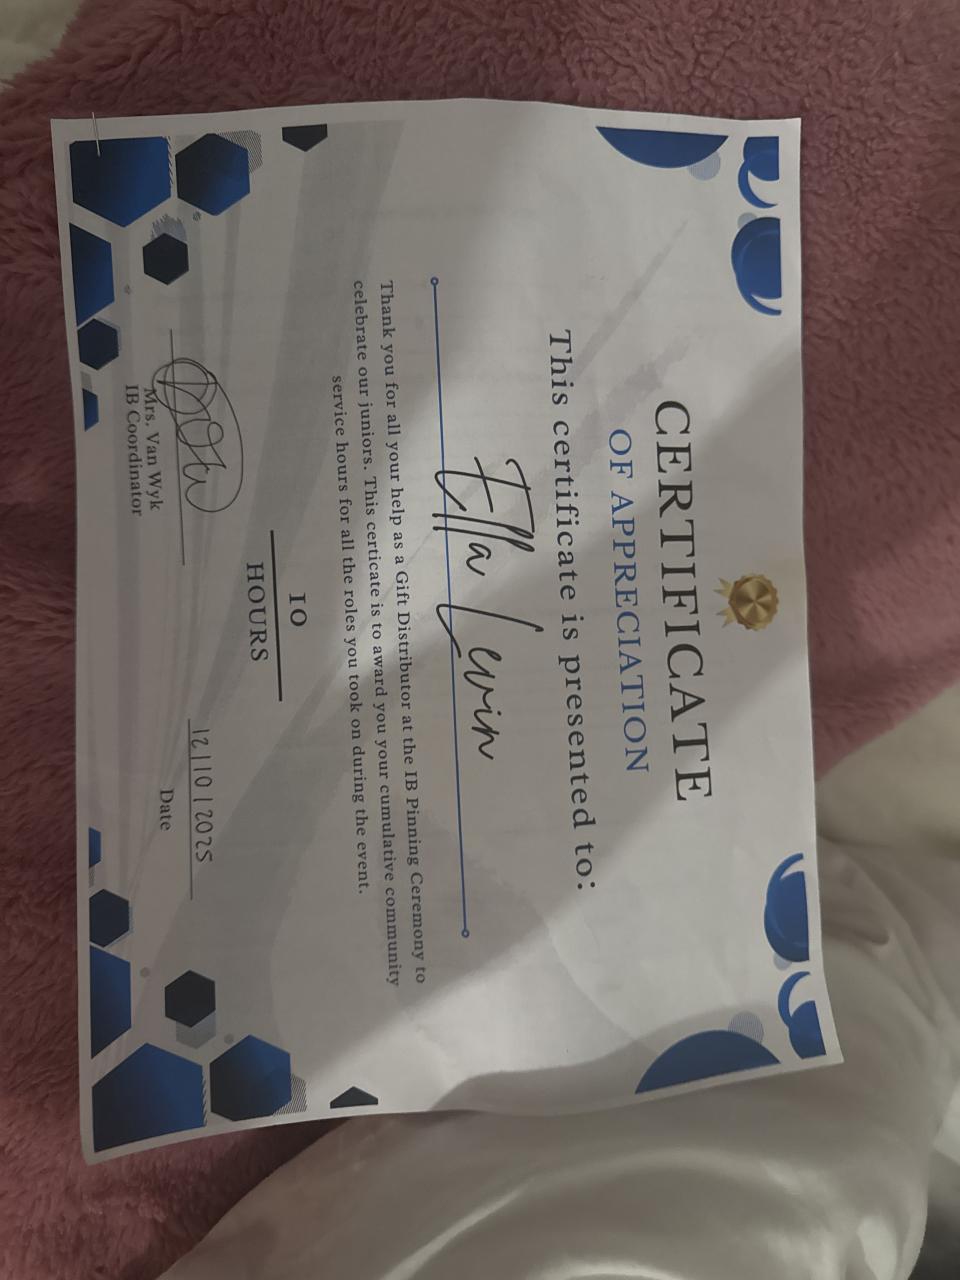 CERTIFICATE
OF APPRECIATION
This certificate is presented to:
Ella Lewin
Thank you for all your help as a Gift Distributor at the IB Pinning Ceremony to
celebrate our juniors. This certicate is to award you your cumulative community
service hours for all the roles you took on during the event.
10
HOURS
Mrs. Van Wyk
IB Coordinator
12/10/2025
Date